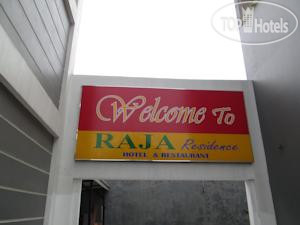 TOP Hotels
Welcome To
RAJA Residence
HOTEL & RESTAURANT